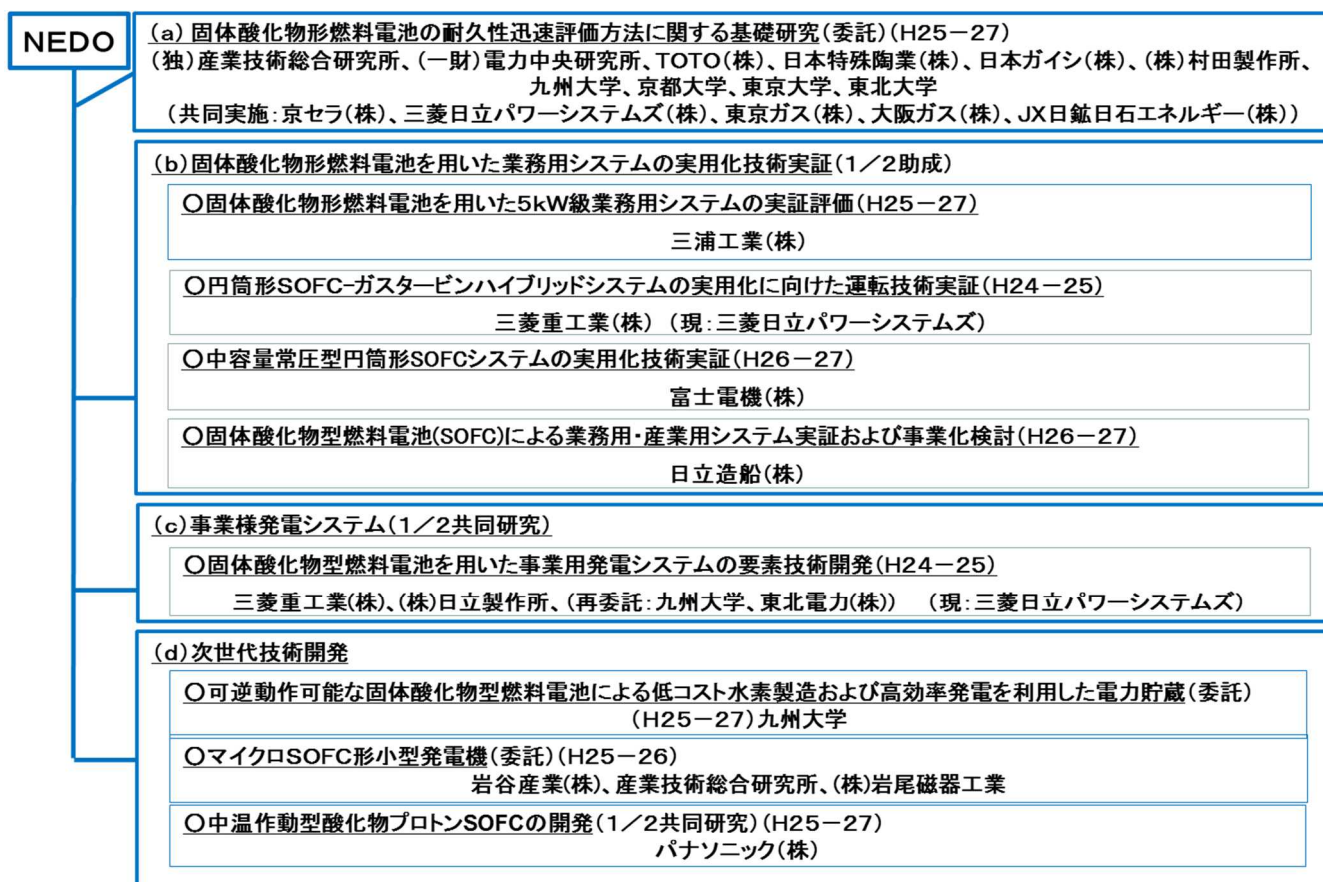 NEDO
(a) 固体酸化物形燃料電池の耐久性迅速評価方法に関する基礎研究(委託)(H25－27)
(独)産業技術総合研究所、(一財)電力中央研究所、TOTO(株)、日本特殊陶業(株)、日本ガイシ(株)、(株)村田製作所、
九州大学、京都大学、東京大学、東北大学
(共同実施:京セラ(株)、三菱日立パワーシステムズ(株)、東京ガス(株)、大阪ガス(株)、JX日鉱日石エネルギー(株))
(b)固体酸化物形燃料電池を用いた業務用システムの実用化技術実証(1／2助成)
〇固体酸化物形燃料電池を用いた5kW級業務用システムの実証評価(H25－27)
三浦工業(株)
〇円筒形SOFC-ガスタービンハイブリッドシステムの実用化に向けた運転技術実証(H24－25)
三菱重工業(株) (現:三菱日立パワーシステムズ)
〇中容量常圧型円筒形SOFCシステムの実用化技術実証(H26－27)
富士電機(株)
〇固体酸化物型燃料電池(SOFC)による業務用・産業用システム実証および事業化検討(H26－27)
日立造船(株)
(c)事業様発電システム(1／2共同研究)
〇固体酸化物型燃料電池を用いた事業用発電システムの要素技術開発(H24－25)
三菱重工業(株)、(株)日立製作所、(再委託:九州大学、東北電力(株)) (現:三菱日立パワーシステムズ)
(d)次世代技術開発
〇可逆動作可能な固体酸化物型燃料電池による低コスト水素製造および高効率発電を利用した電力貯蔵(委託)
(H25－27)九州大学
〇マイクロSOFC形小型発電機(委託)(H25－26)
岩谷産業(株)、産業技術総合研究所、(株)岩尾磁器工業
〇中温作動型酸化物プロトンSOFCの開発(1／2共同研究)(H25－27)
パナソニック(株)